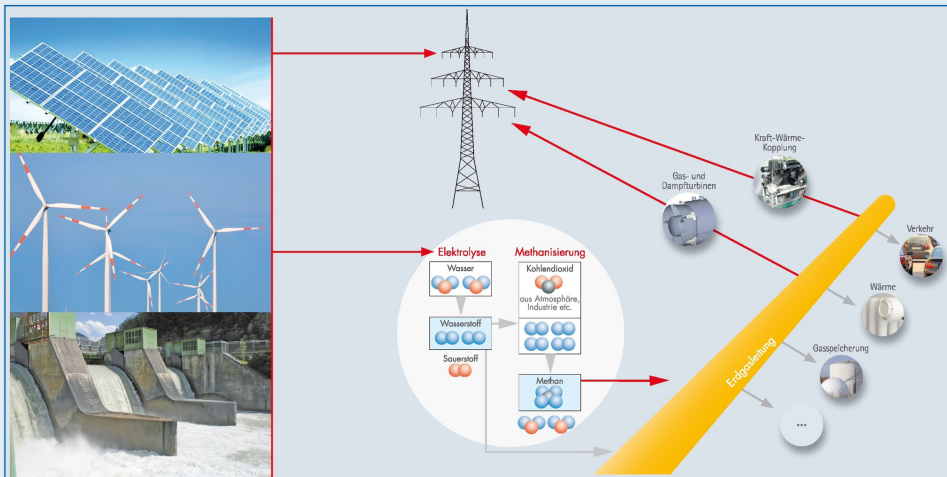 Kraft-Wärme-
Kopplung
Gas- und
Dampfturbinen
Verkehr
Elektrolyse
Methanisierung
Wasser
Kohlendioxid
aus Atmosphäre,
Industrie etc.
Wärme
Wasserstoff
Sauerstoff
Gasspeicherung
Erdgasleitung
Methan
...